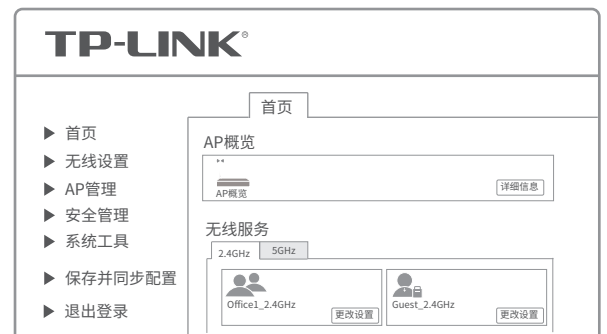 TP-LINK®
首页
▶ 首页
▶ 无线设置
▶ AP管理
▶ 安全管理
▶ 系统工具
▶ 保存并同步配置
▶ 退出登录
AP概览
AP概览
详细信息
无线服务
2.4GHz 5GHz
Office1_2.4GHz
更改设置
Guest_2.4GHz
更改设置